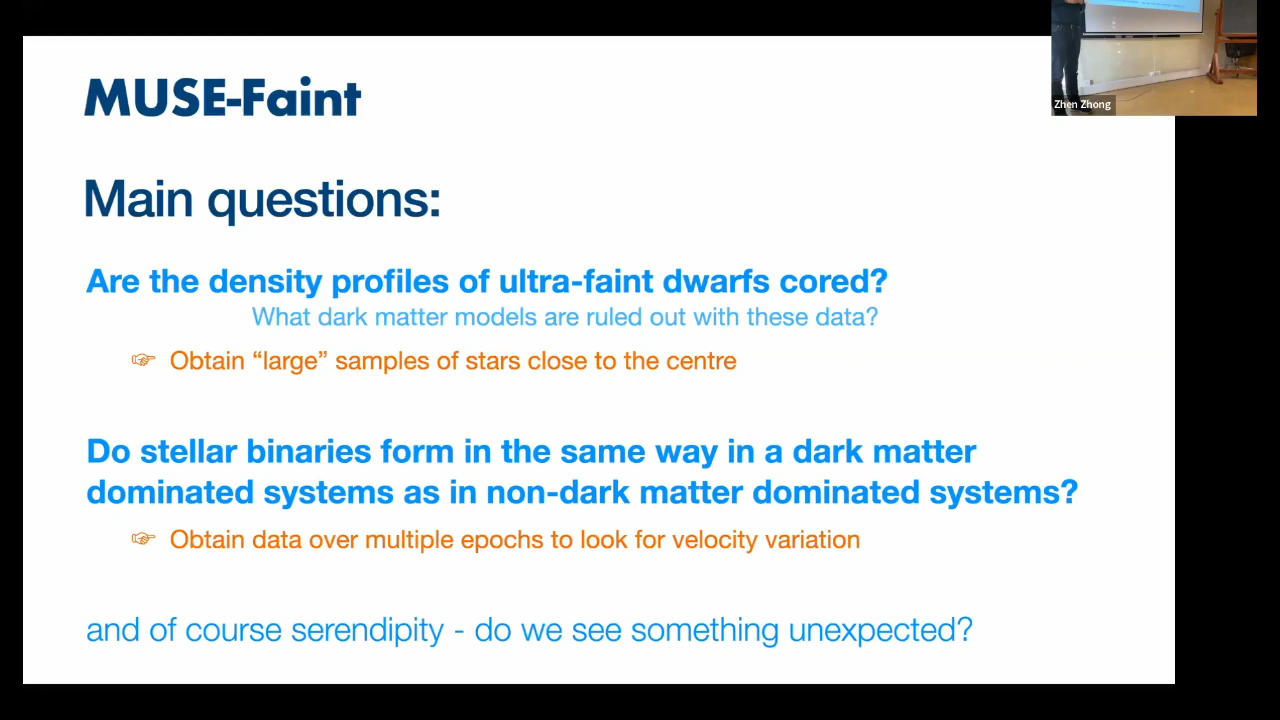 MUSE-Faint
Zhen Zhong
Main questions:
Are the density profiles of ultra-faint dwarfs cored?
What dark matter models are ruled out with these data?
☞ Obtain “large” samples of stars close to the centre
Do stellar binaries form in the same way in a dark matter
dominated systems as in non-dark matter dominated systems?
☞ Obtain data over multiple epochs to look for velocity variation
and of course serendipity - do we see something unexpected?